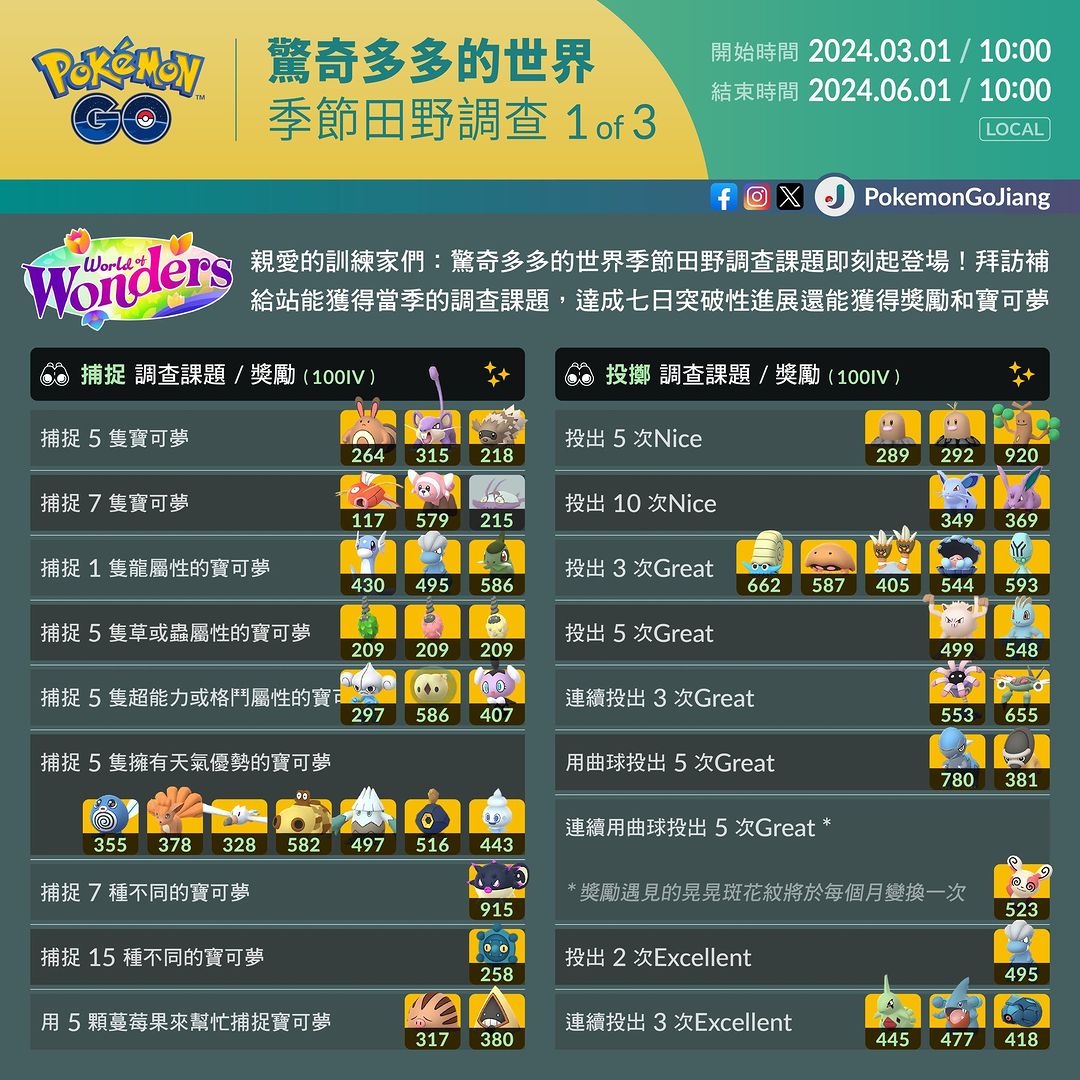 POKÉMON GO™
驚奇多多的世界
季節田野調查 1 of 3
開始時間 2024.03.01 / 10:00
結束時間 2024.06.01 / 10:00
LOCAL
PokemonGoJiang
World of Wonders
親愛的訓練家們：驚奇多多的世界季節田野調查課題即刻起登場！拜訪補
給站能獲得當季的調查課題，達成七日突破性進展還能獲得獎勵和寶可夢
捕捉 調查課題 / 獎勵 (100IV)
捕捉 5 隻寶可夢
264 315 218
捕捉 7 隻寶可夢
117 579 215
捕捉 1 隻龍屬性的寶可夢
430 495 586
捕捉 5 隻草或蟲屬性的寶可夢
209 209 209
捕捉 5 隻超能力或格鬥屬性的寶可
297 586 407
捕捉 5 隻擁有天氣優勢的寶可夢
355 378 328 582 497 516 443
捕捉 7 種不同的寶可夢
915
捕捉 15 種不同的寶可夢
258
用 5 顆蔓莓果來幫忙捕捉寶可夢
317 380
投擲 調查課題 / 獎勵 (100IV)
投出 5 次Nice
289 292 920
投出 10 次Nice
349 369
投出 3 次Great
662 587 405 544 593
投出 5 次Great
499 548
連續投出 3 次Great
553 655
用曲球投出 5 次Great
780 381
連續用曲球投出 5 次Great *
*獎勵遇見的晃晃斑花紋將於每個月變換一次
523
投出 2 次Excellent
495
連續投出 3 次Excellent
445 477 418